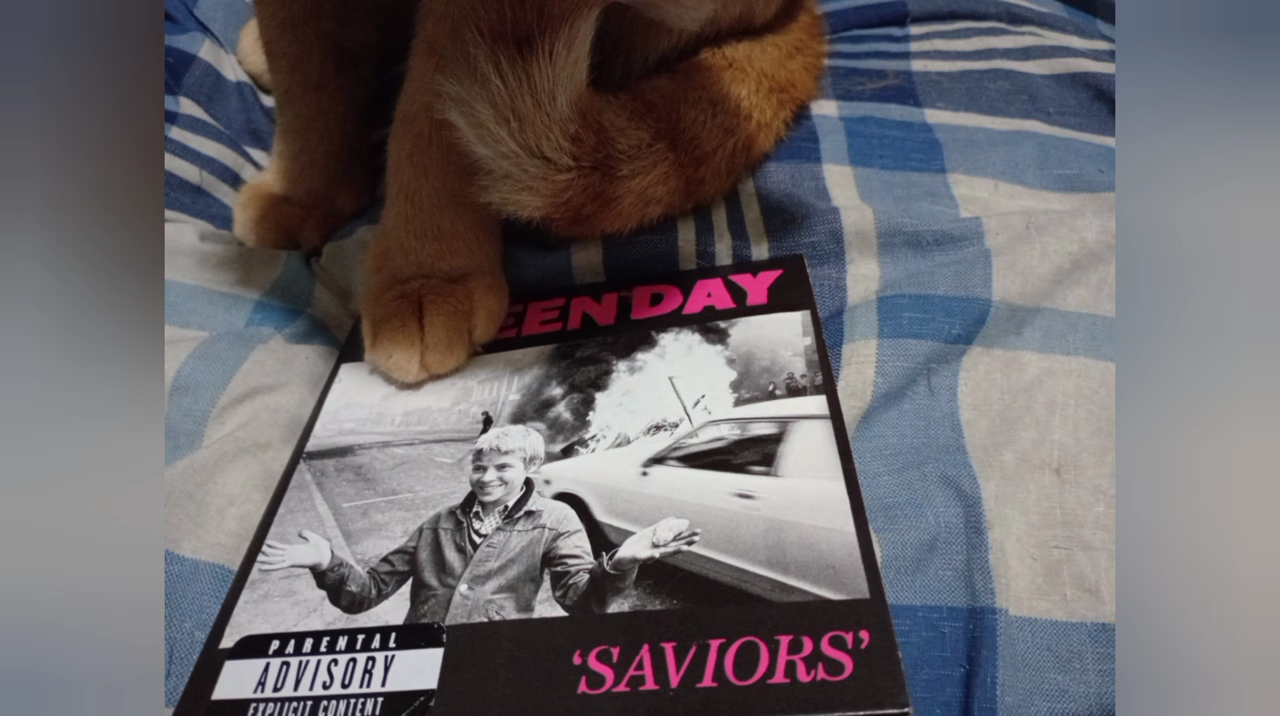 EEN DAY
PARENTAL
ADVISORY
EXPLICIT CONTENT
‘SAVIORS’